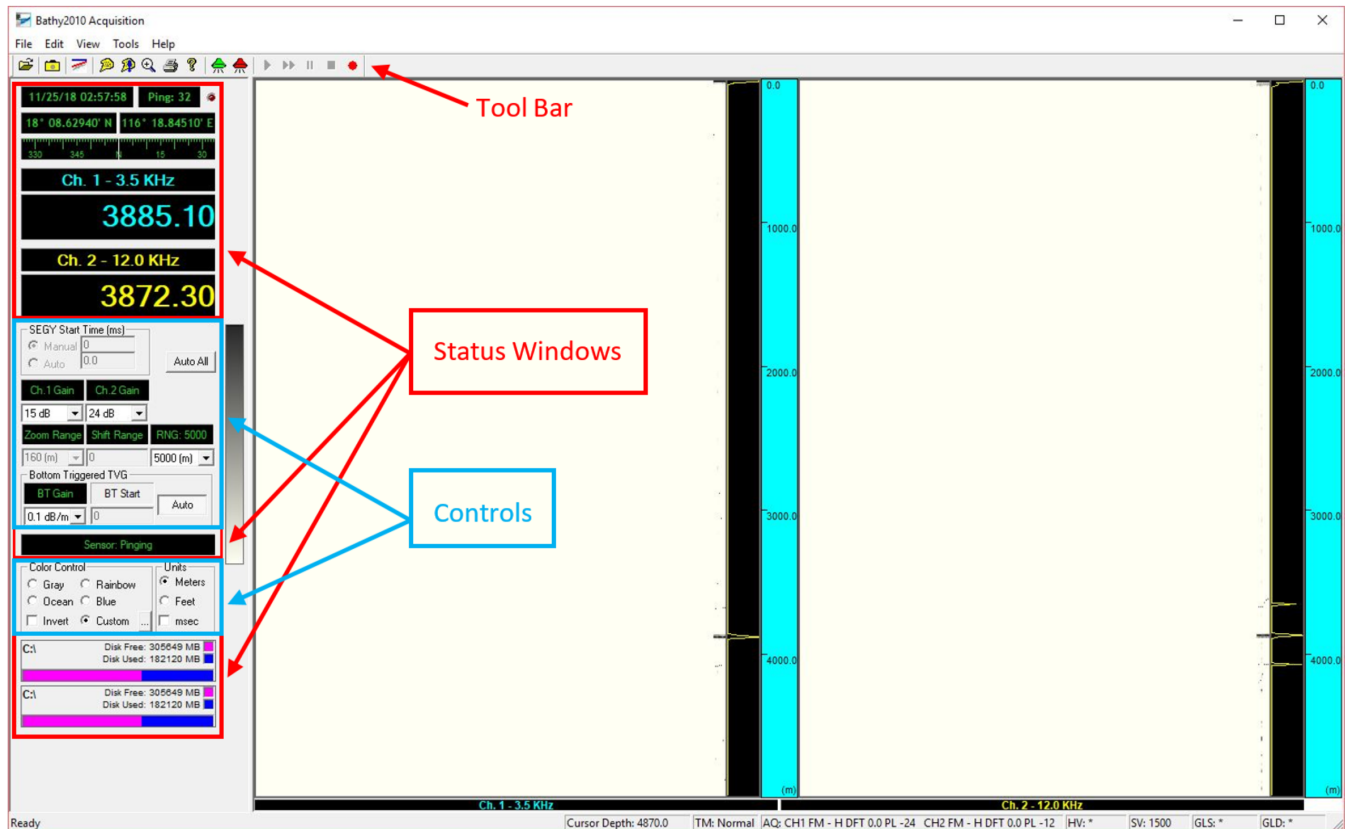 Bathy2010 Acquisition
File Edit View Tools Help
Tool Bar
11/25/18 02:57:58 Ping: 32
18° 08.62940' N 116° 18.84510' E
330 345 N 15 30
Ch. 1 - 3.5 KHz
3885.10
Ch. 2 - 12.0 KHz
3872.30
SEGY Start Time (ms)
Manual 0
Auto 0.0
Auto All
Ch.1 Gain Ch.2 Gain
15 dB 24 dB
Zoom Range Shift Range RNG: 5000
160 (m) 0 5000 (m)
Bottom Triggered TVG
BT Gain BT Start Auto
0.1 dB/m 0
Sensor: Pinging
Color Control Units
Gray Rainbow Meters
Ocean Blue Feet
Invert Custom ... msec
C:\ Disk Free: 305649 MB
Disk Used: 182120 MB
C:\ Disk Free: 305649 MB
Disk Used: 182120 MB
Status Windows
Controls
0.0
1000.0
2000.0
3000.0
4000.0
(m)
0.0
1000.0
2000.0
3000.0
4000.0
(m)
Ch. 1 - 3.5 KHz
Ch. 2 - 12.0 KHz
Ready Cursor Depth: 4870.0 TM: Normal AQ: CH1 FM - H DFT 0.0 PL -24 CH2 FM - H DFT 0.0 PL -12 HV: * SV: 1500 GLS: * GLD: *